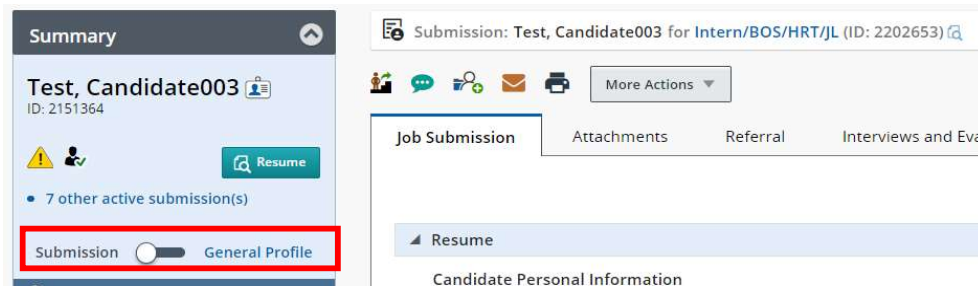 Summary
Test, Candidate003
ID: 2151364
Resume
7 other active submission(s)
Submission General Profile
Submission: Test, Candidate003 for Intern/BOS/HRT/JL (ID: 2202653)
More Actions
Job Submission Attachments Referral Interviews and Eva
Resume
Candidate Personal Information